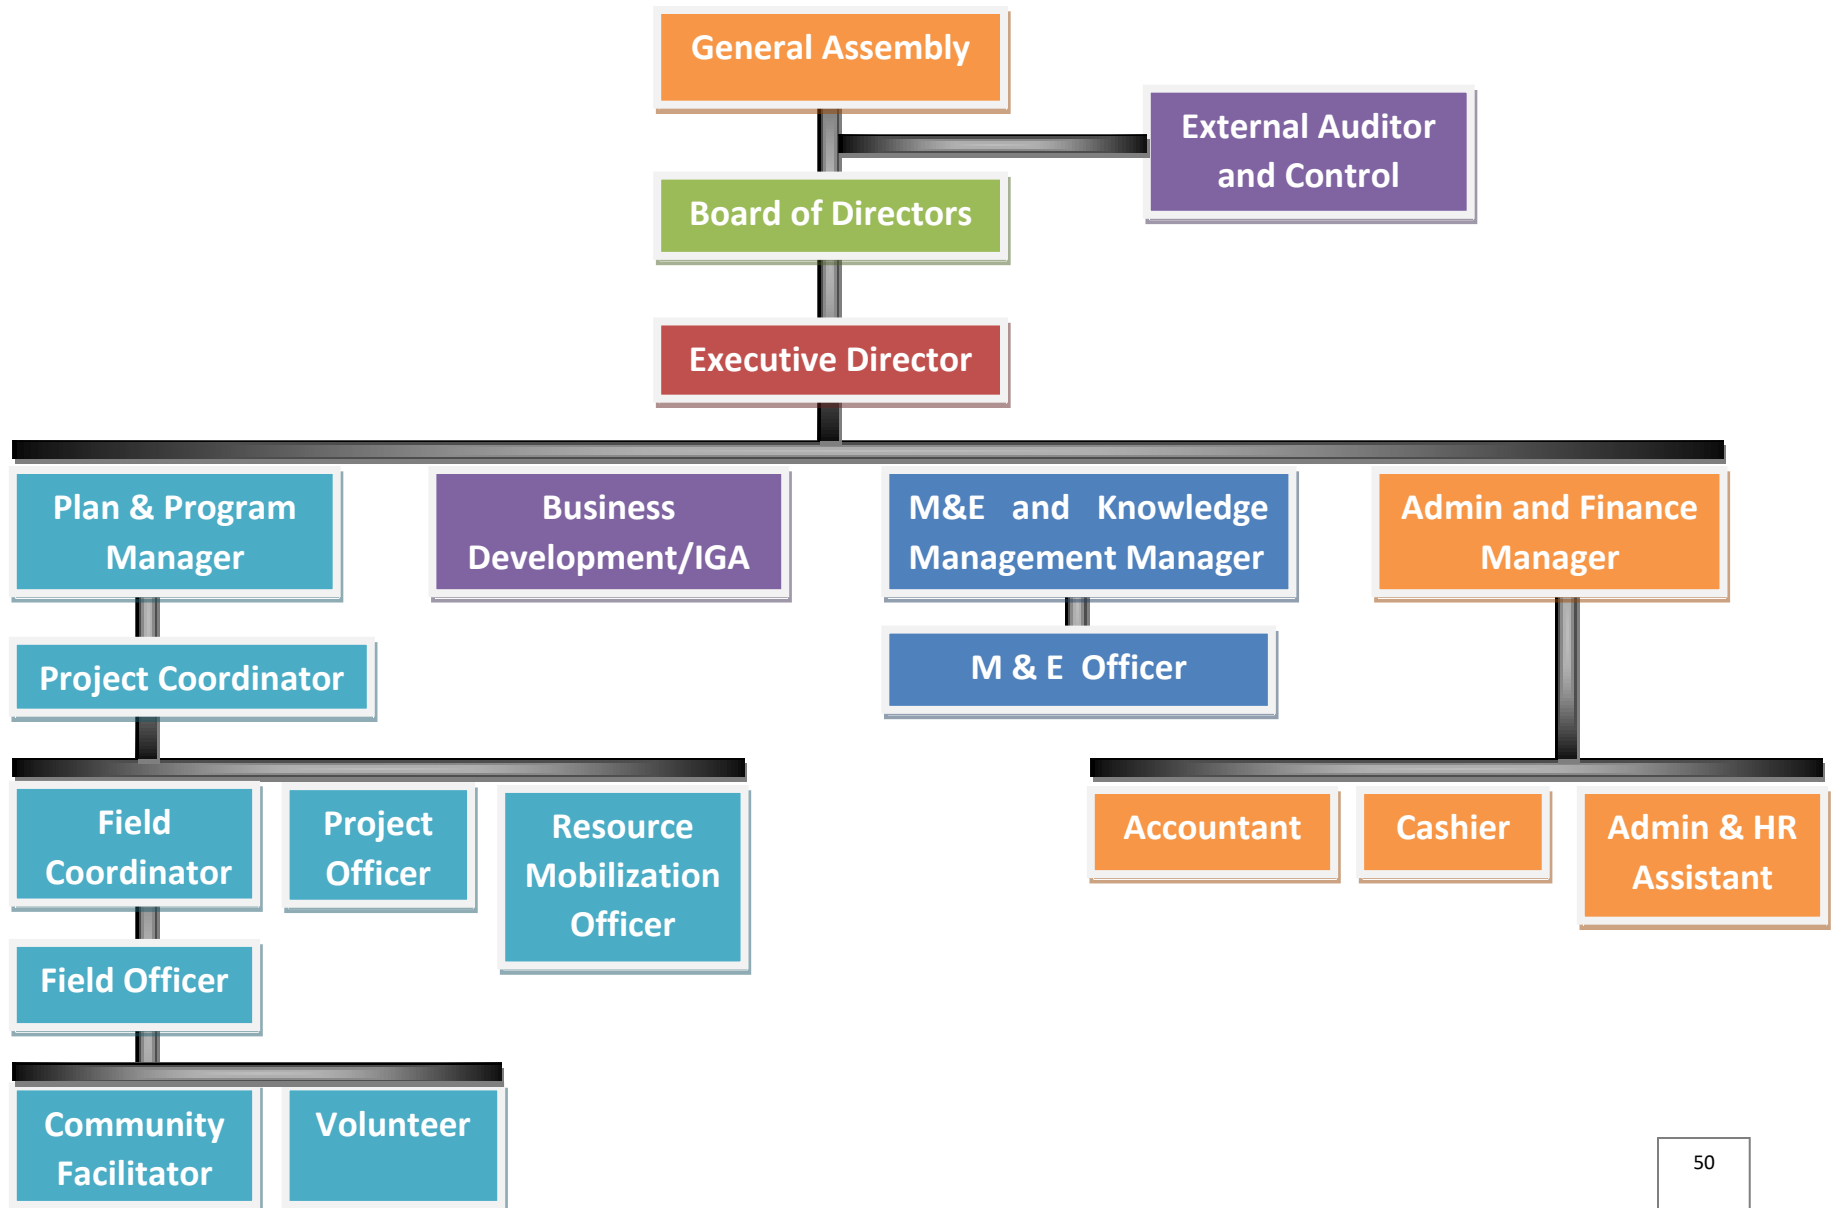 General Assembly
External Auditor
and Control
Board of Directors
Executive Director
Plan & Program
Manager
Business
Development/IGA
M&E and Knowledge
Management Manager
Admin and Finance
Manager
Project Coordinator
M & E Officer
Field
Coordinator
Project
Officer
Resource
Mobilization
Officer
Accountant
Cashier
Admin & HR
Assistant
Field Officer
Community
Facilitator
Volunteer
50